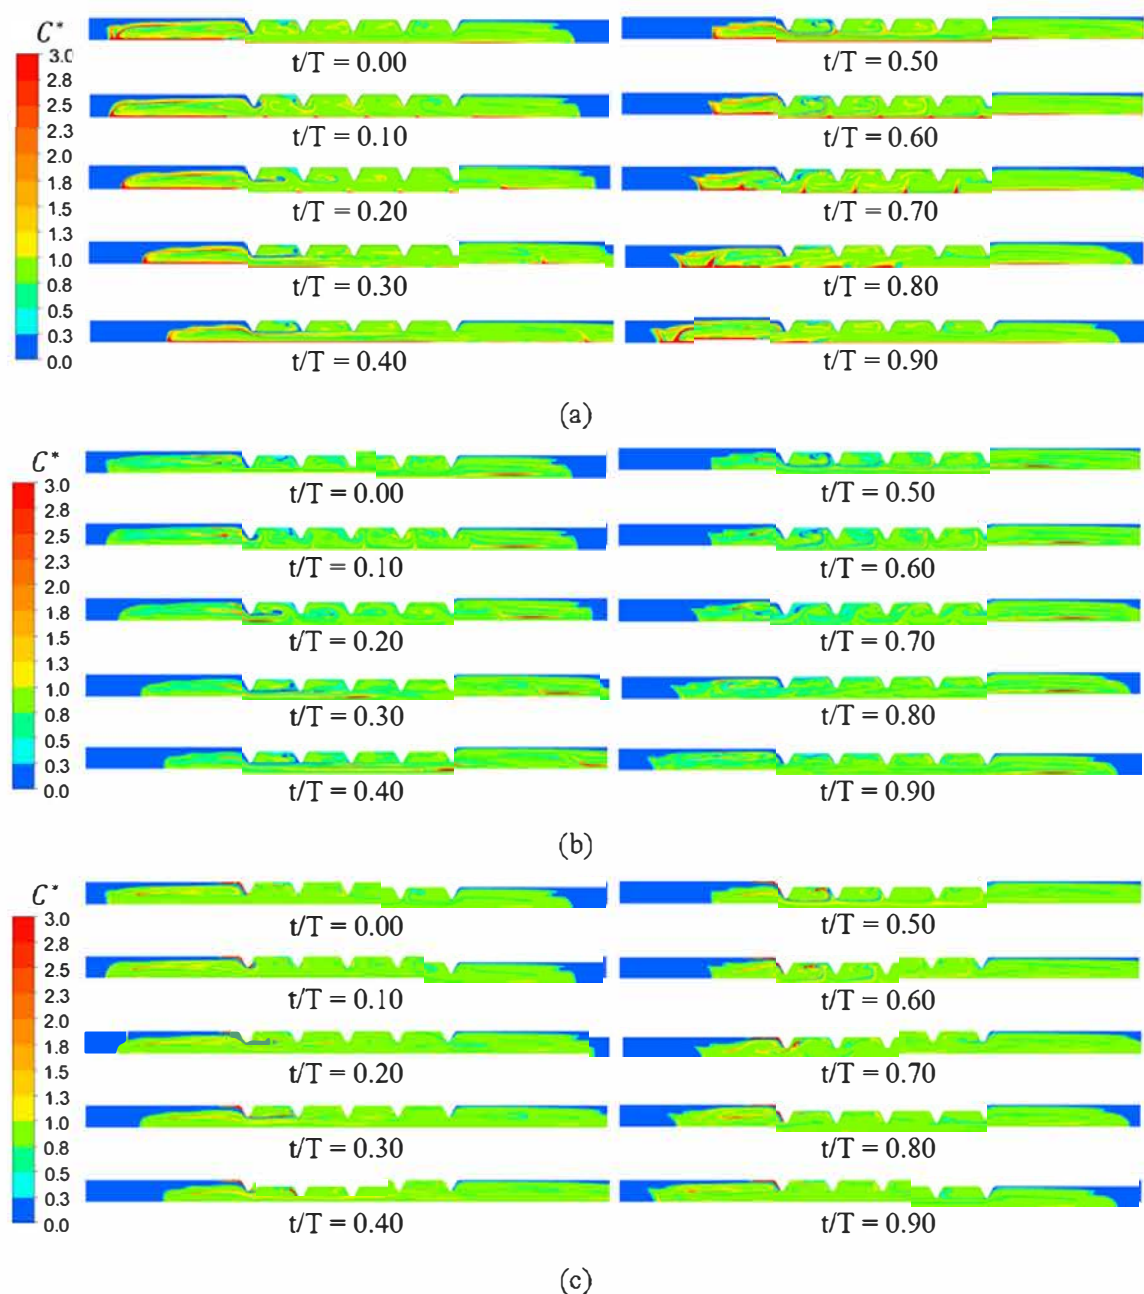 C*
3.0
2.8
2.5
2.3
2.0
1.8
1.5
1.3
1.0
0.8
0.5
0.3
0.0
t/T = 0.00
t/T = 0.50
t/T = 0.10
t/T = 0.60
t/T = 0.20
t/T = 0.70
t/T = 0.30
t/T = 0.80
t/T = 0.40
t/T = 0.90
(a)
C*
3.0
2.8
2.5
2.3
2.0
1.8
1.5
1.3
1.0
0.8
0.5
0.3
0.0
t/T = 0.00
t/T = 0.50
t/T = 0.10
t/T = 0.60
t/T = 0.20
t/T = 0.70
t/T = 0.30
t/T = 0.80
t/T = 0.40
t/T = 0.90
(b)
C*
3.0
2.8
2.5
2.3
2.0
1.8
1.5
1.3
1.0
0.8
0.5
0.3
0.0
t/T = 0.00
t/T = 0.50
t/T = 0.10
t/T = 0.60
t/T = 0.20
t/T = 0.70
t/T = 0.30
t/T = 0.80
t/T = 0.40
t/T = 0.90
(c)